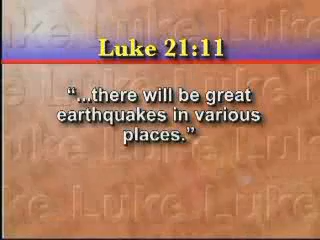 Luke 21:11
“...there will be great
earthquakes in various
places.”